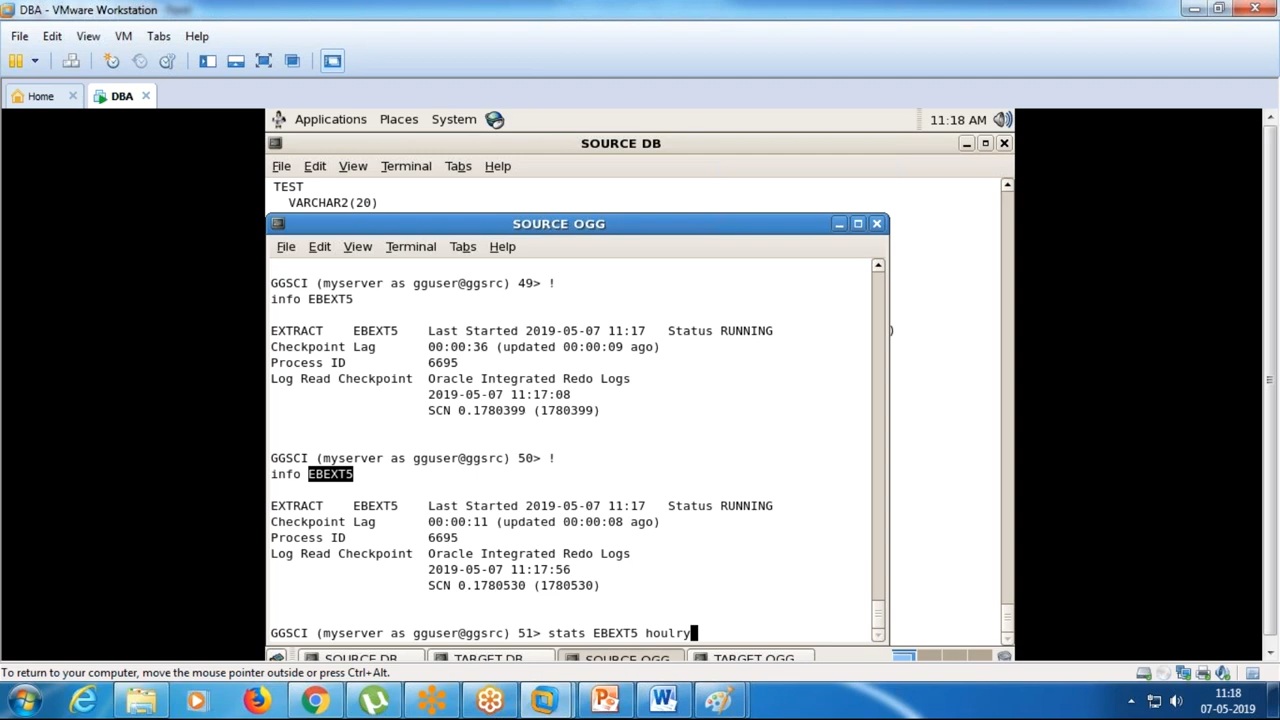 DBA - VMware Workstation
File Edit View VM Tabs Help
Home DBA
Applications Places System 11:18 AM
SOURCE DB
File Edit View Terminal Tabs Help
TEST
VARCHAR2(20)
SOURCE OGG
File Edit View Terminal Tabs Help
GGSCI (myserver as gguser@ggsrc) 49> !
info EBEXT5
EXTRACT EBEXT5 Last Started 2019-05-07 11:17 Status RUNNING
Checkpoint Lag 00:00:36 (updated 00:00:09 ago)
Process ID 6695
Log Read Checkpoint Oracle Integrated Redo Logs
2019-05-07 11:17:08
SCN 0.1780399 (1780399)
GGSCI (myserver as gguser@ggsrc) 50> !
info EBEXT5
EXTRACT EBEXT5 Last Started 2019-05-07 11:17 Status RUNNING
Checkpoint Lag 00:00:11 (updated 00:00:08 ago)
Process ID 6695
Log Read Checkpoint Oracle Integrated Redo Logs
2019-05-07 11:17:56
SCN 0.1780530 (1780530)
GGSCI (myserver as gguser@ggsrc) 51> stats EBEXT5 houlry
SOURCE DB TARGET DB SOURCE OGG TARGET OGG
To return to your computer, move the mouse pointer outside or press Ctrl+Alt.
11:18
07-05-2019